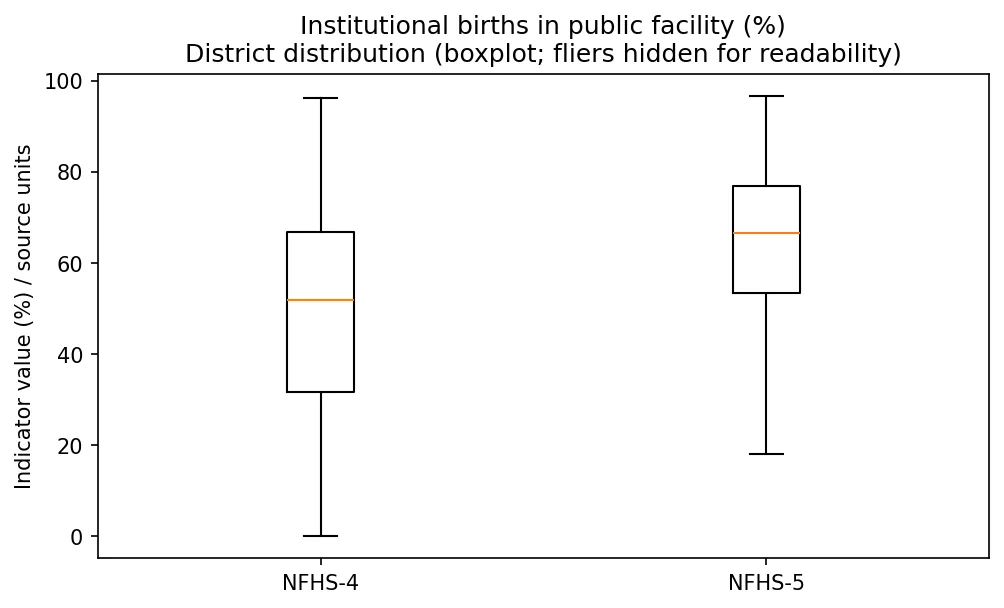 Institutional births in public facility (%)
District distribution (boxplot; fliers hidden for readability)
Indicator value (%) / source units
100
80
60
40
20
0
NFHS-4
NFHS-5